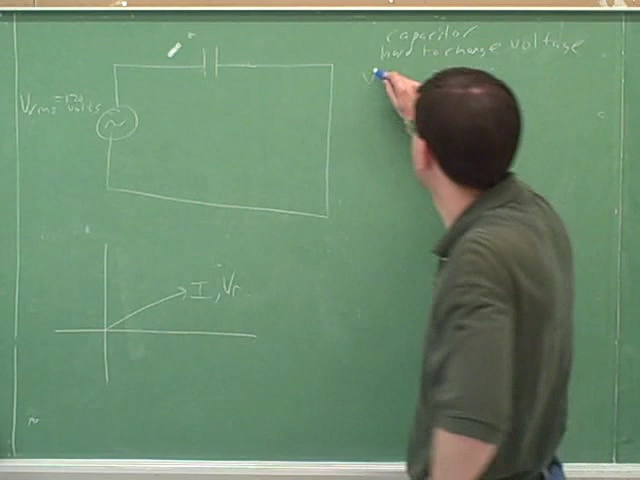 capacitor
hard to change voltage
V
Vrms = 120 volts
~
I, Vr
~